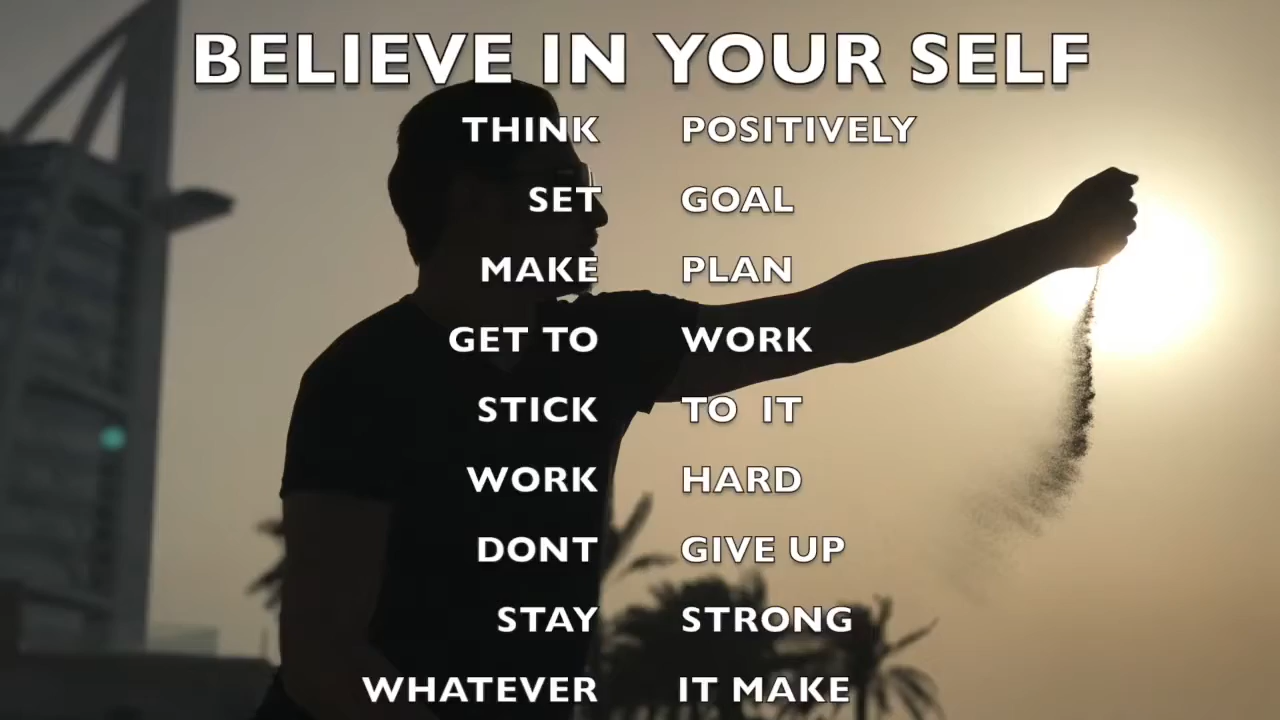 BELIEVE IN YOUR SELF
THINK POSITIVELY
SET GOAL
MAKE PLAN
GET TO WORK
STICK TO IT
WORK HARD
DONT GIVE UP
STAY STRONG
WHATEVER IT MAKE